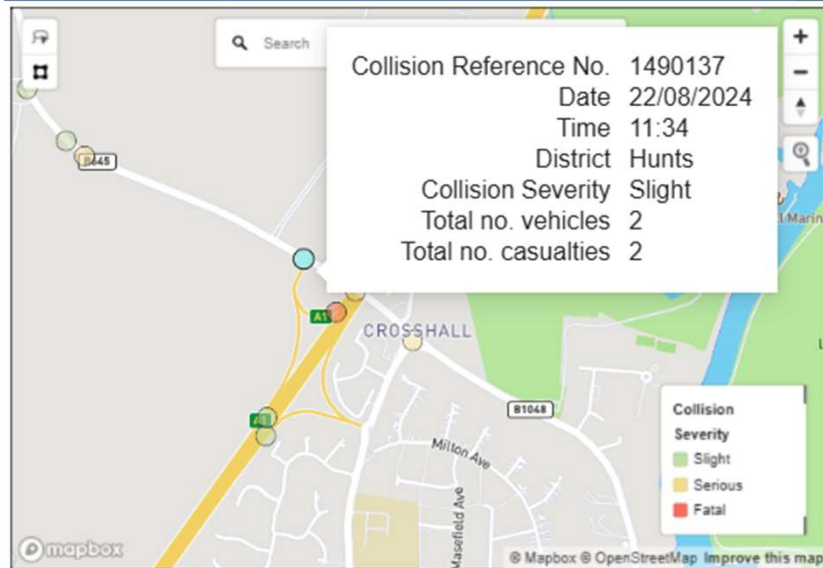 Search
Collision Reference No. 1490137
Date 22/08/2024
Time 11:34
District Hunts
Collision Severity Slight
Total no. vehicles 2
Total no. casualties 2
B645
Marin
A1
CROSSHALL
B1048
A1
Milton Ave
Masefield Ave
Collision
Severity
Slight
Serious
Fatal
mapbox
© Mapbox © OpenStreetMap Improve this map